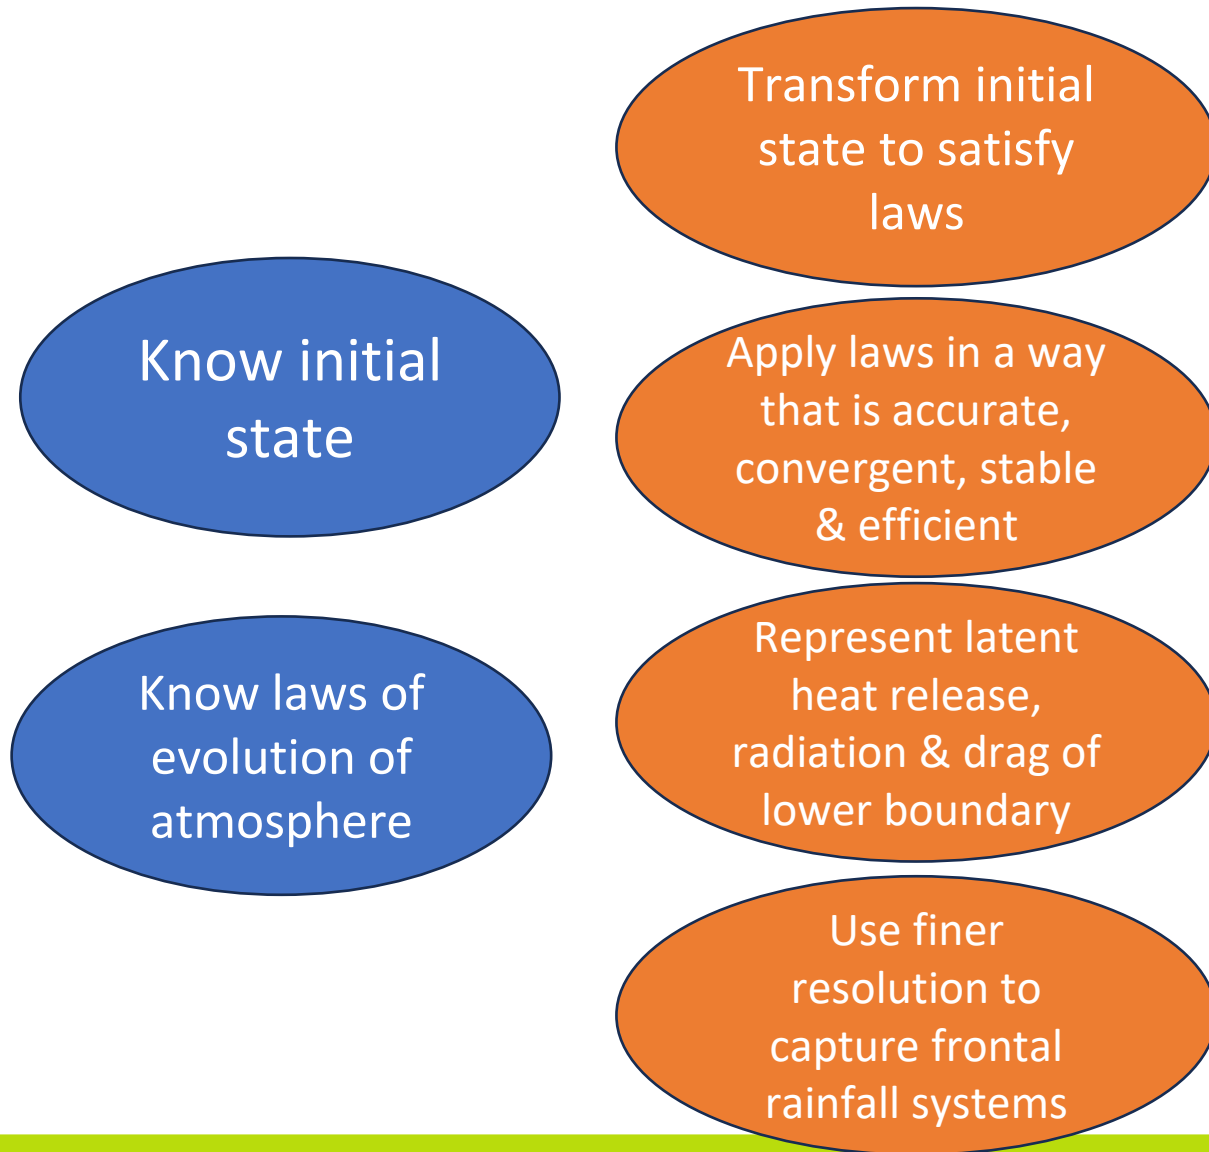 Know initial
state
Know laws of
evolution of
atmosphere
Transform initial
state to satisfy
laws
Apply laws in a way
that is accurate,
convergent, stable
& efficient
Represent latent
heat release,
radiation & drag of
lower boundary
Use finer
resolution to
capture frontal
rainfall systems